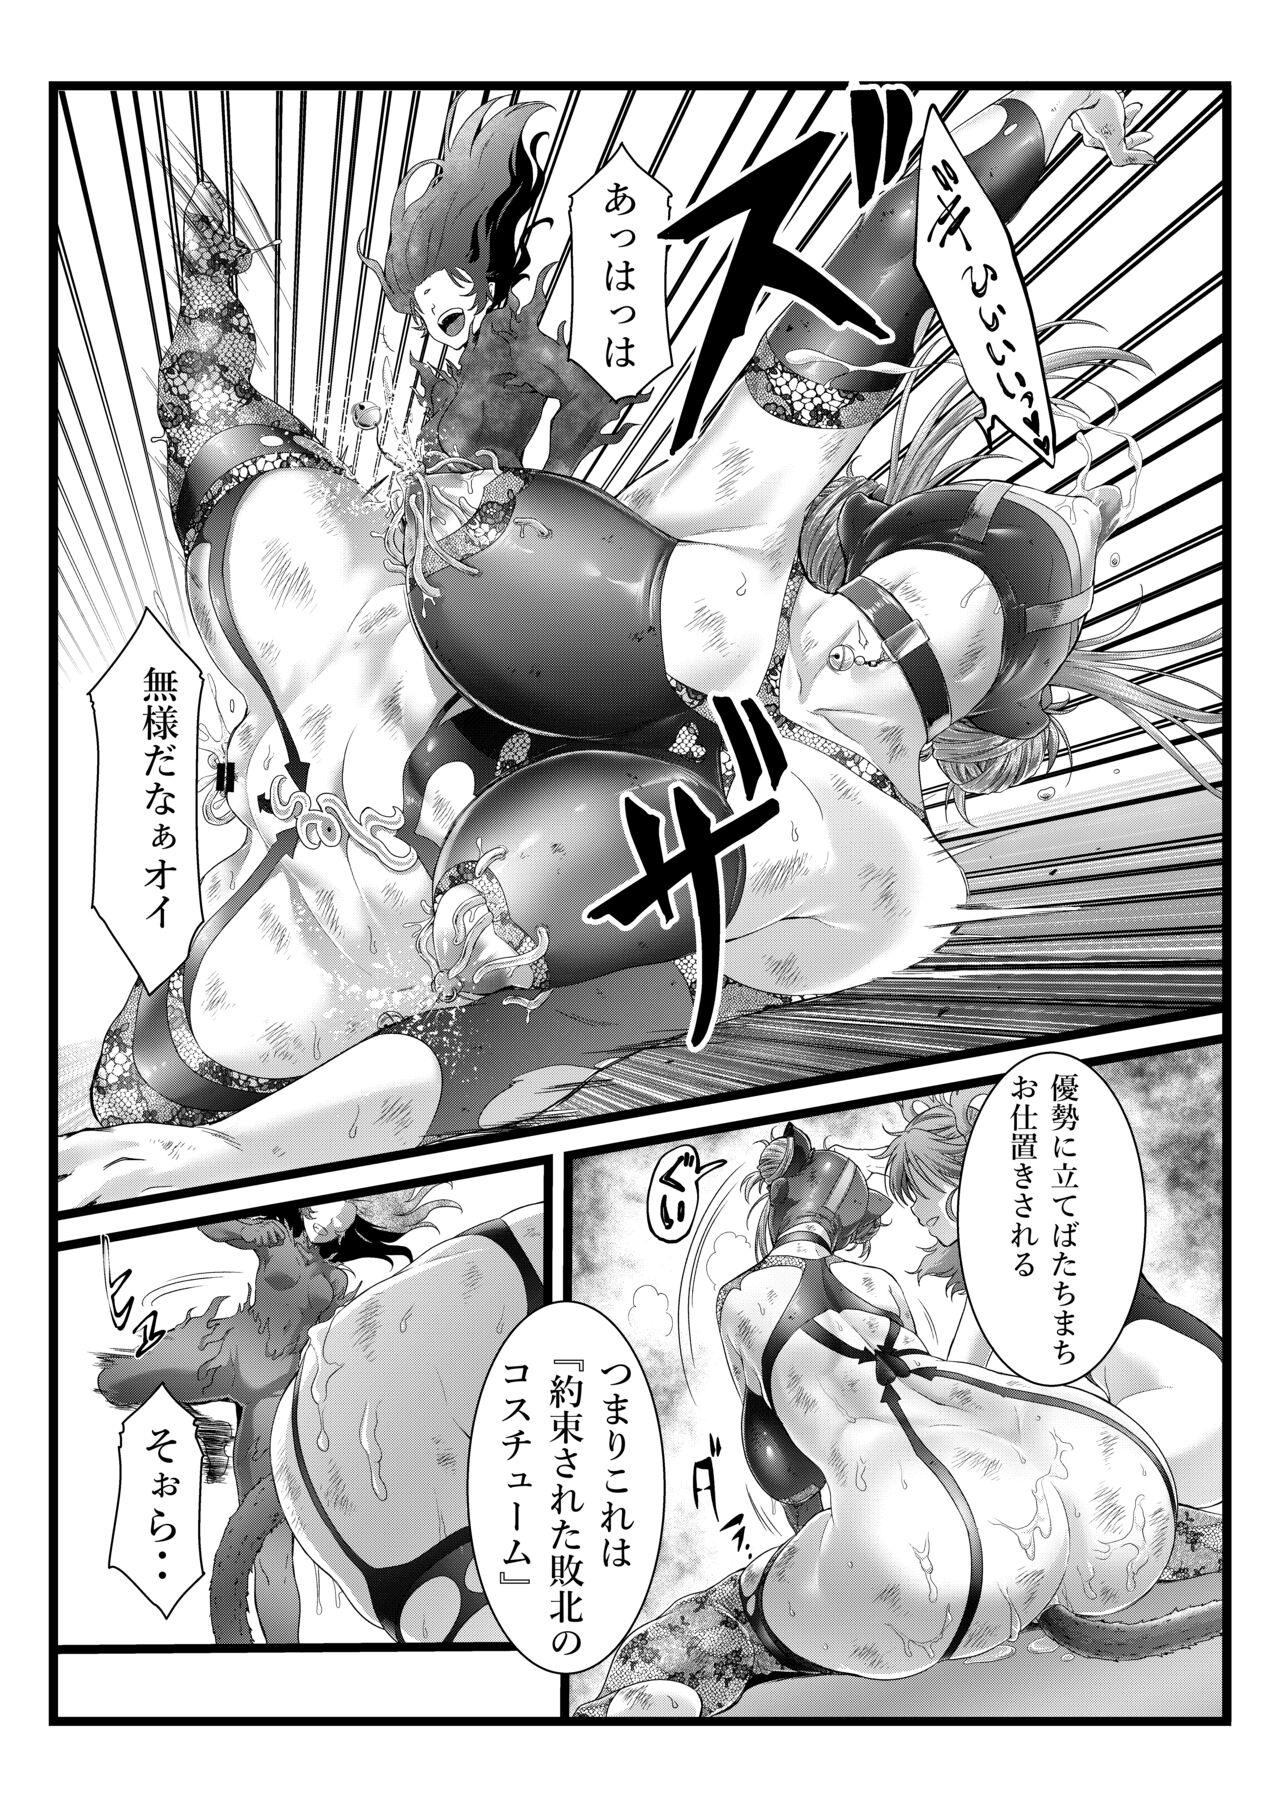 あっはっは
ズザ
無様だなぁオイ
優勢に立てばたちまち
お仕置きされる
ぐい
つまりこれは
『約束された敗北の
コスチューム』
そぉら・・